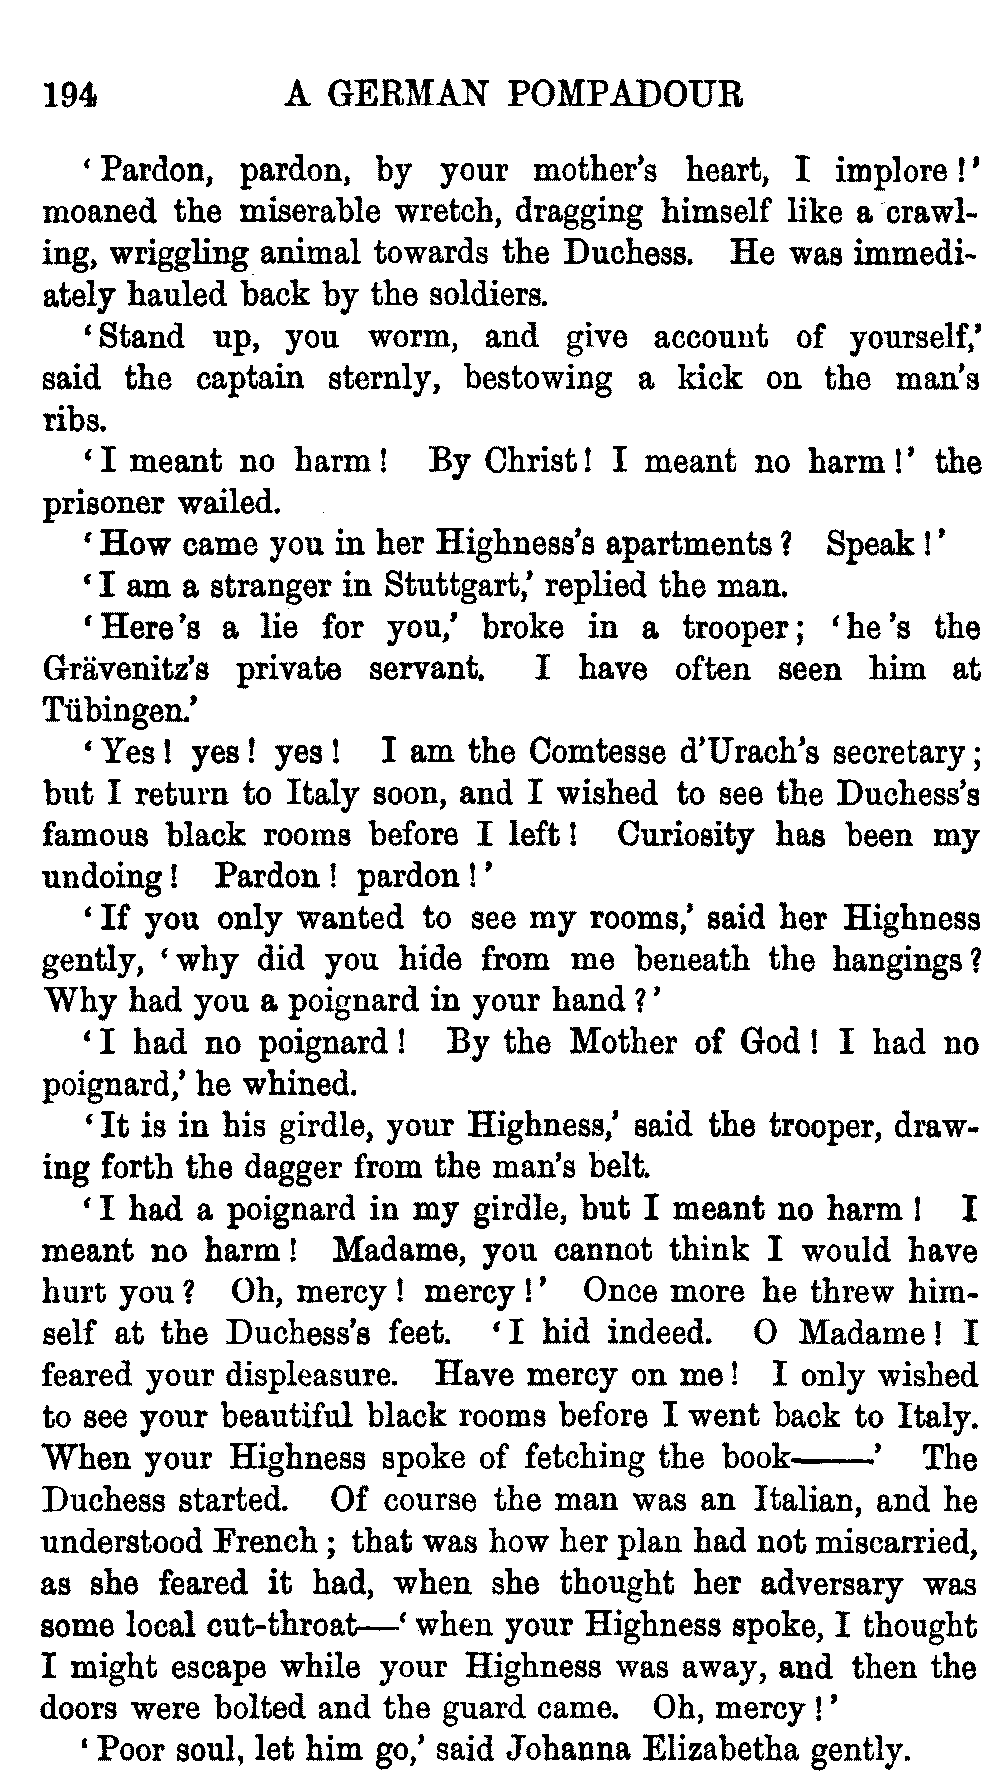 194 A GERMAN POMPADOUR
‘Pardon, pardon, by your mother’s heart, I implore!’
moaned the miserable wretch, dragging himself like a crawl-
ing, wriggling animal towards the Duchess. He was immedi-
ately hauled back by the soldiers.
‘Stand up, you worm, and give account of yourself,’
said the captain sternly, bestowing a kick on the man’s
ribs.
‘I meant no harm! By Christ! I meant no harm!’ the
prisoner wailed.
‘How came you in her Highness’s apartments? Speak!’
‘I am a stranger in Stuttgart,’ replied the man.
‘Here’s a lie for you,’ broke in a trooper; ‘he’s the
Grävenitz’s private servant. I have often seen him at
Tübingen.’
‘Yes! yes! yes! I am the Comtesse d’Urach’s secretary;
but I return to Italy soon, and I wished to see the Duchess’s
famous black rooms before I left! Curiosity has been my
undoing! Pardon! pardon!’
‘If you only wanted to see my rooms,’ said her Highness
gently, ‘why did you hide from me beneath the hangings?
Why had you a poignard in your hand?’
‘I had no poignard! By the Mother of God! I had no
poignard,’ he whined.
‘It is in his girdle, your Highness,’ said the trooper, draw-
ing forth the dagger from the man’s belt.
‘I had a poignard in my girdle, but I meant no harm! I
meant no harm! Madame, you cannot think I would have
hurt you? Oh, mercy! mercy!’ Once more he threw him-
self at the Duchess’s feet. ‘I hid indeed. O Madame! I
feared your displeasure. Have mercy on me! I only wished
to see your beautiful black rooms before I went back to Italy.
When your Highness spoke of fetching the book——’ The
Duchess started. Of course the man was an Italian, and he
understood French; that was how her plan had not miscarried,
as she feared it had, when she thought her adversary was
some local cut-throat—‘when your Highness spoke, I thought
I might escape while your Highness was away, and then the
doors were bolted and the guard came. Oh, mercy!’
‘Poor soul, let him go,’ said Johanna Elizabetha gently.